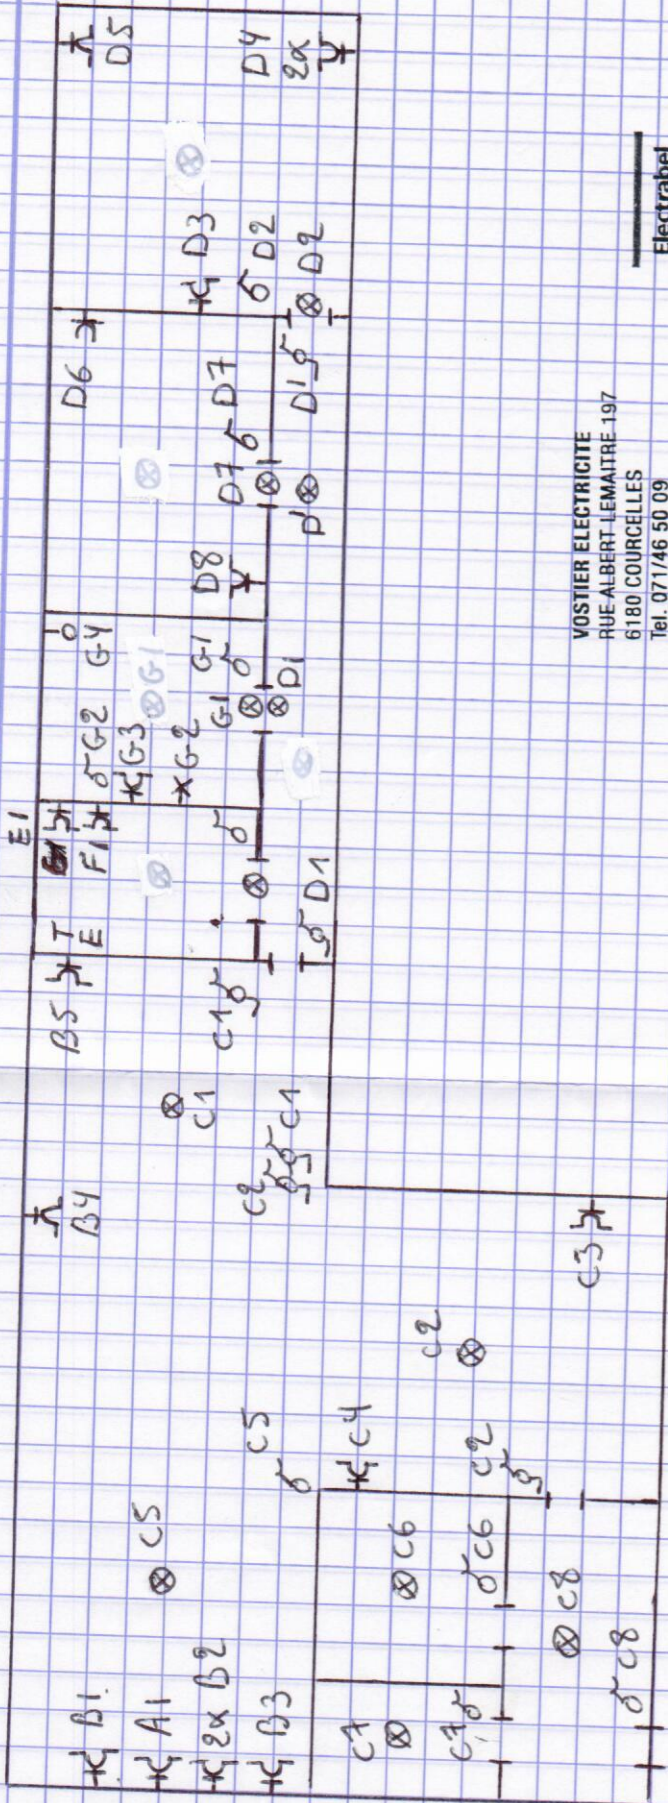 D5
D4
2x
D3
D2
D2
D6
D7
D7
D1
D1
D8
G4
G1
G2
G1
G3
G1
G2
D1
E1
F1
T
E
D1
B5
C1
C1
B4
C2
C1
C3
C2
C5
C4
C2
C5
C6
C6
C8
B1
A1
2x B2
B3
C7
C7
C8
VOSTIER ELECTRICITE
RUE ALBERT LEMAITRE 197
6180 COURCELLES
Tel. 071/46 50 09
Electrabel